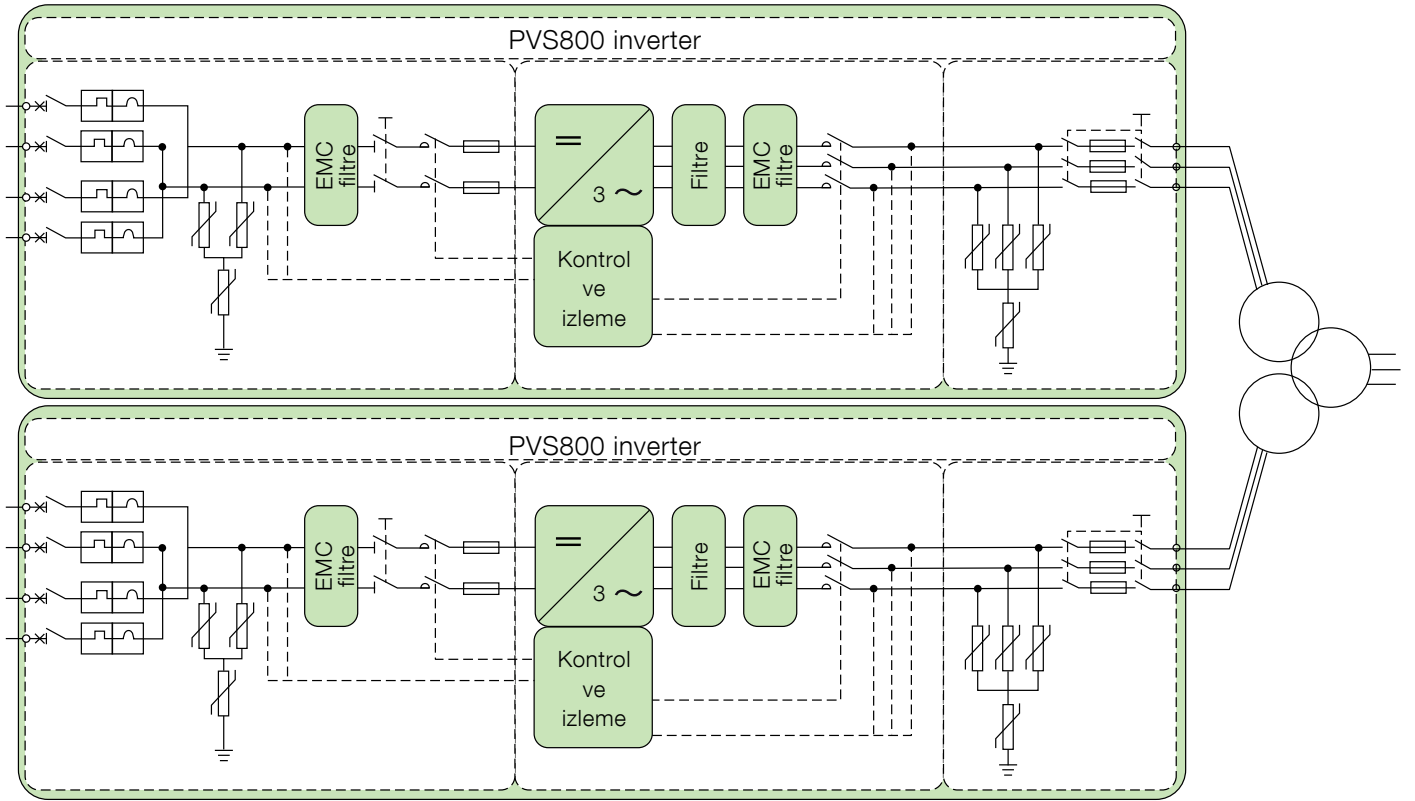 PVS800 inverter
EMC
filtre
=
3 ~
Filtre
EMC
filtre
Kontrol
ve
izleme
PVS800 inverter
EMC
filtre
=
3 ~
Filtre
EMC
filtre
Kontrol
ve
izleme